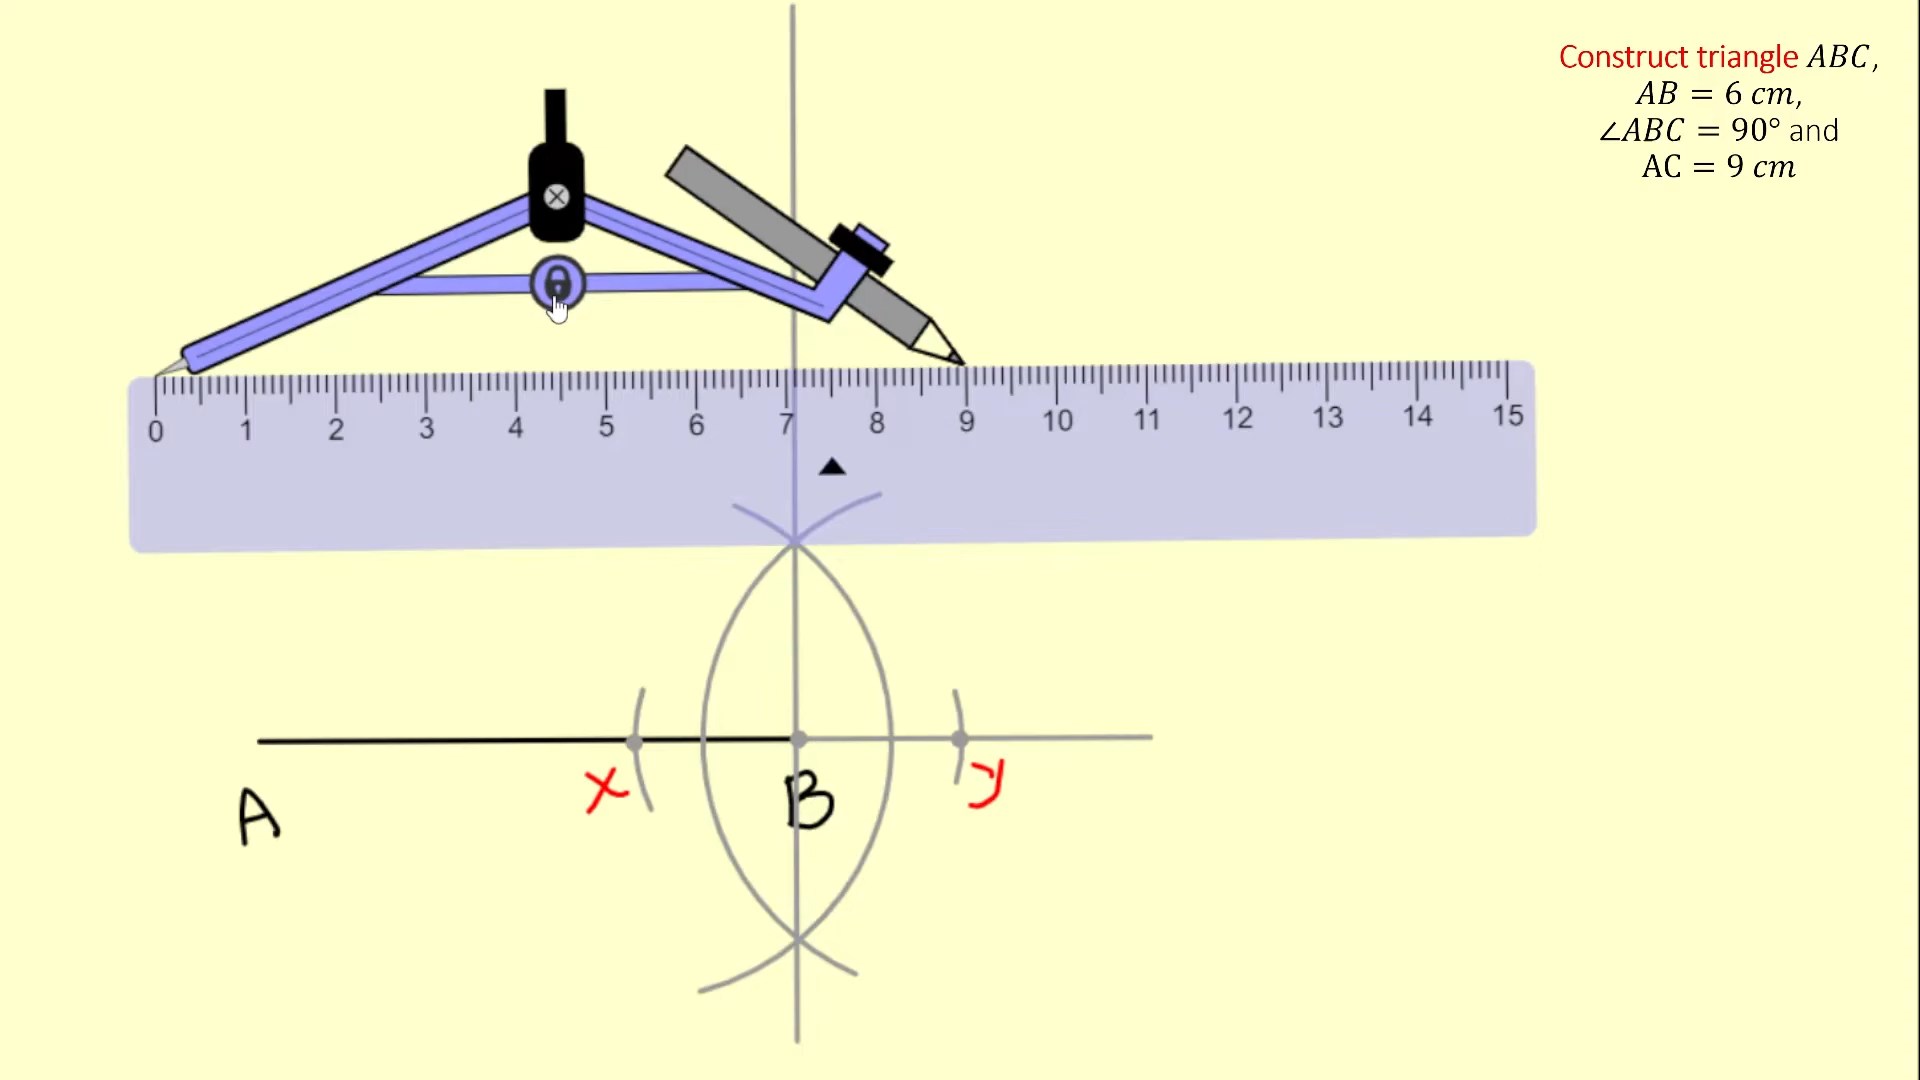 Construct triangle ABC,
AB = 6 cm,
∠ABC = 90° and
AC = 9 cm
0 1 2 3 4 5 6 7 8 9 10 11 12 13 14 15
A x B y